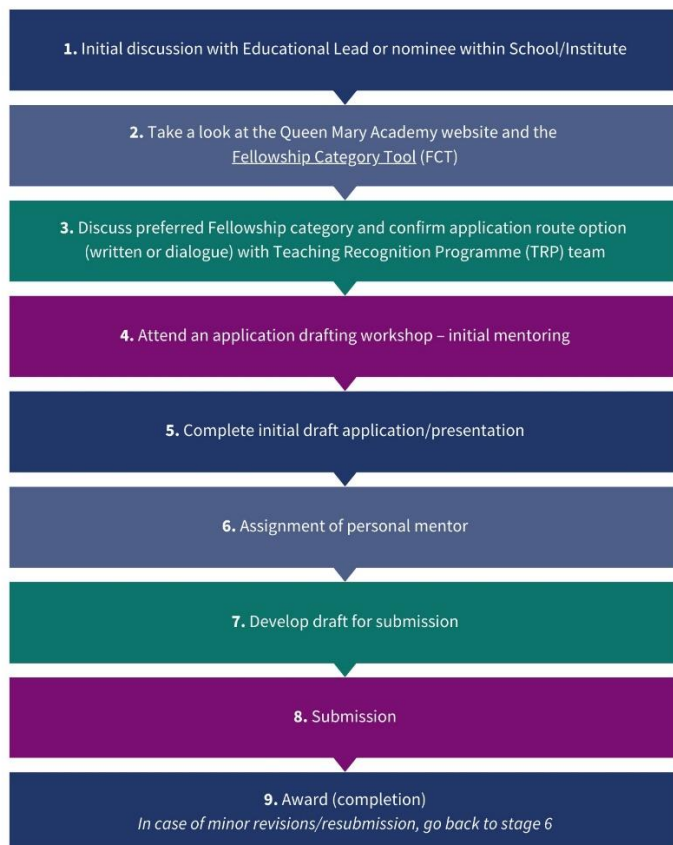 1. Initial discussion with Educational Lead or nominee within School/Institute
2. Take a look at the Queen Mary Academy website and the
Fellowship Category Tool (FCT)
3. Discuss preferred Fellowship category and confirm application route option
(written or dialogue) with Teaching Recognition Programme (TRP) team
4. Attend an application drafting workshop – initial mentoring
5. Complete initial draft application/presentation
6. Assignment of personal mentor
7. Develop draft for submission
8. Submission
9. Award (completion)
In case of minor revisions/resubmission, go back to stage 6